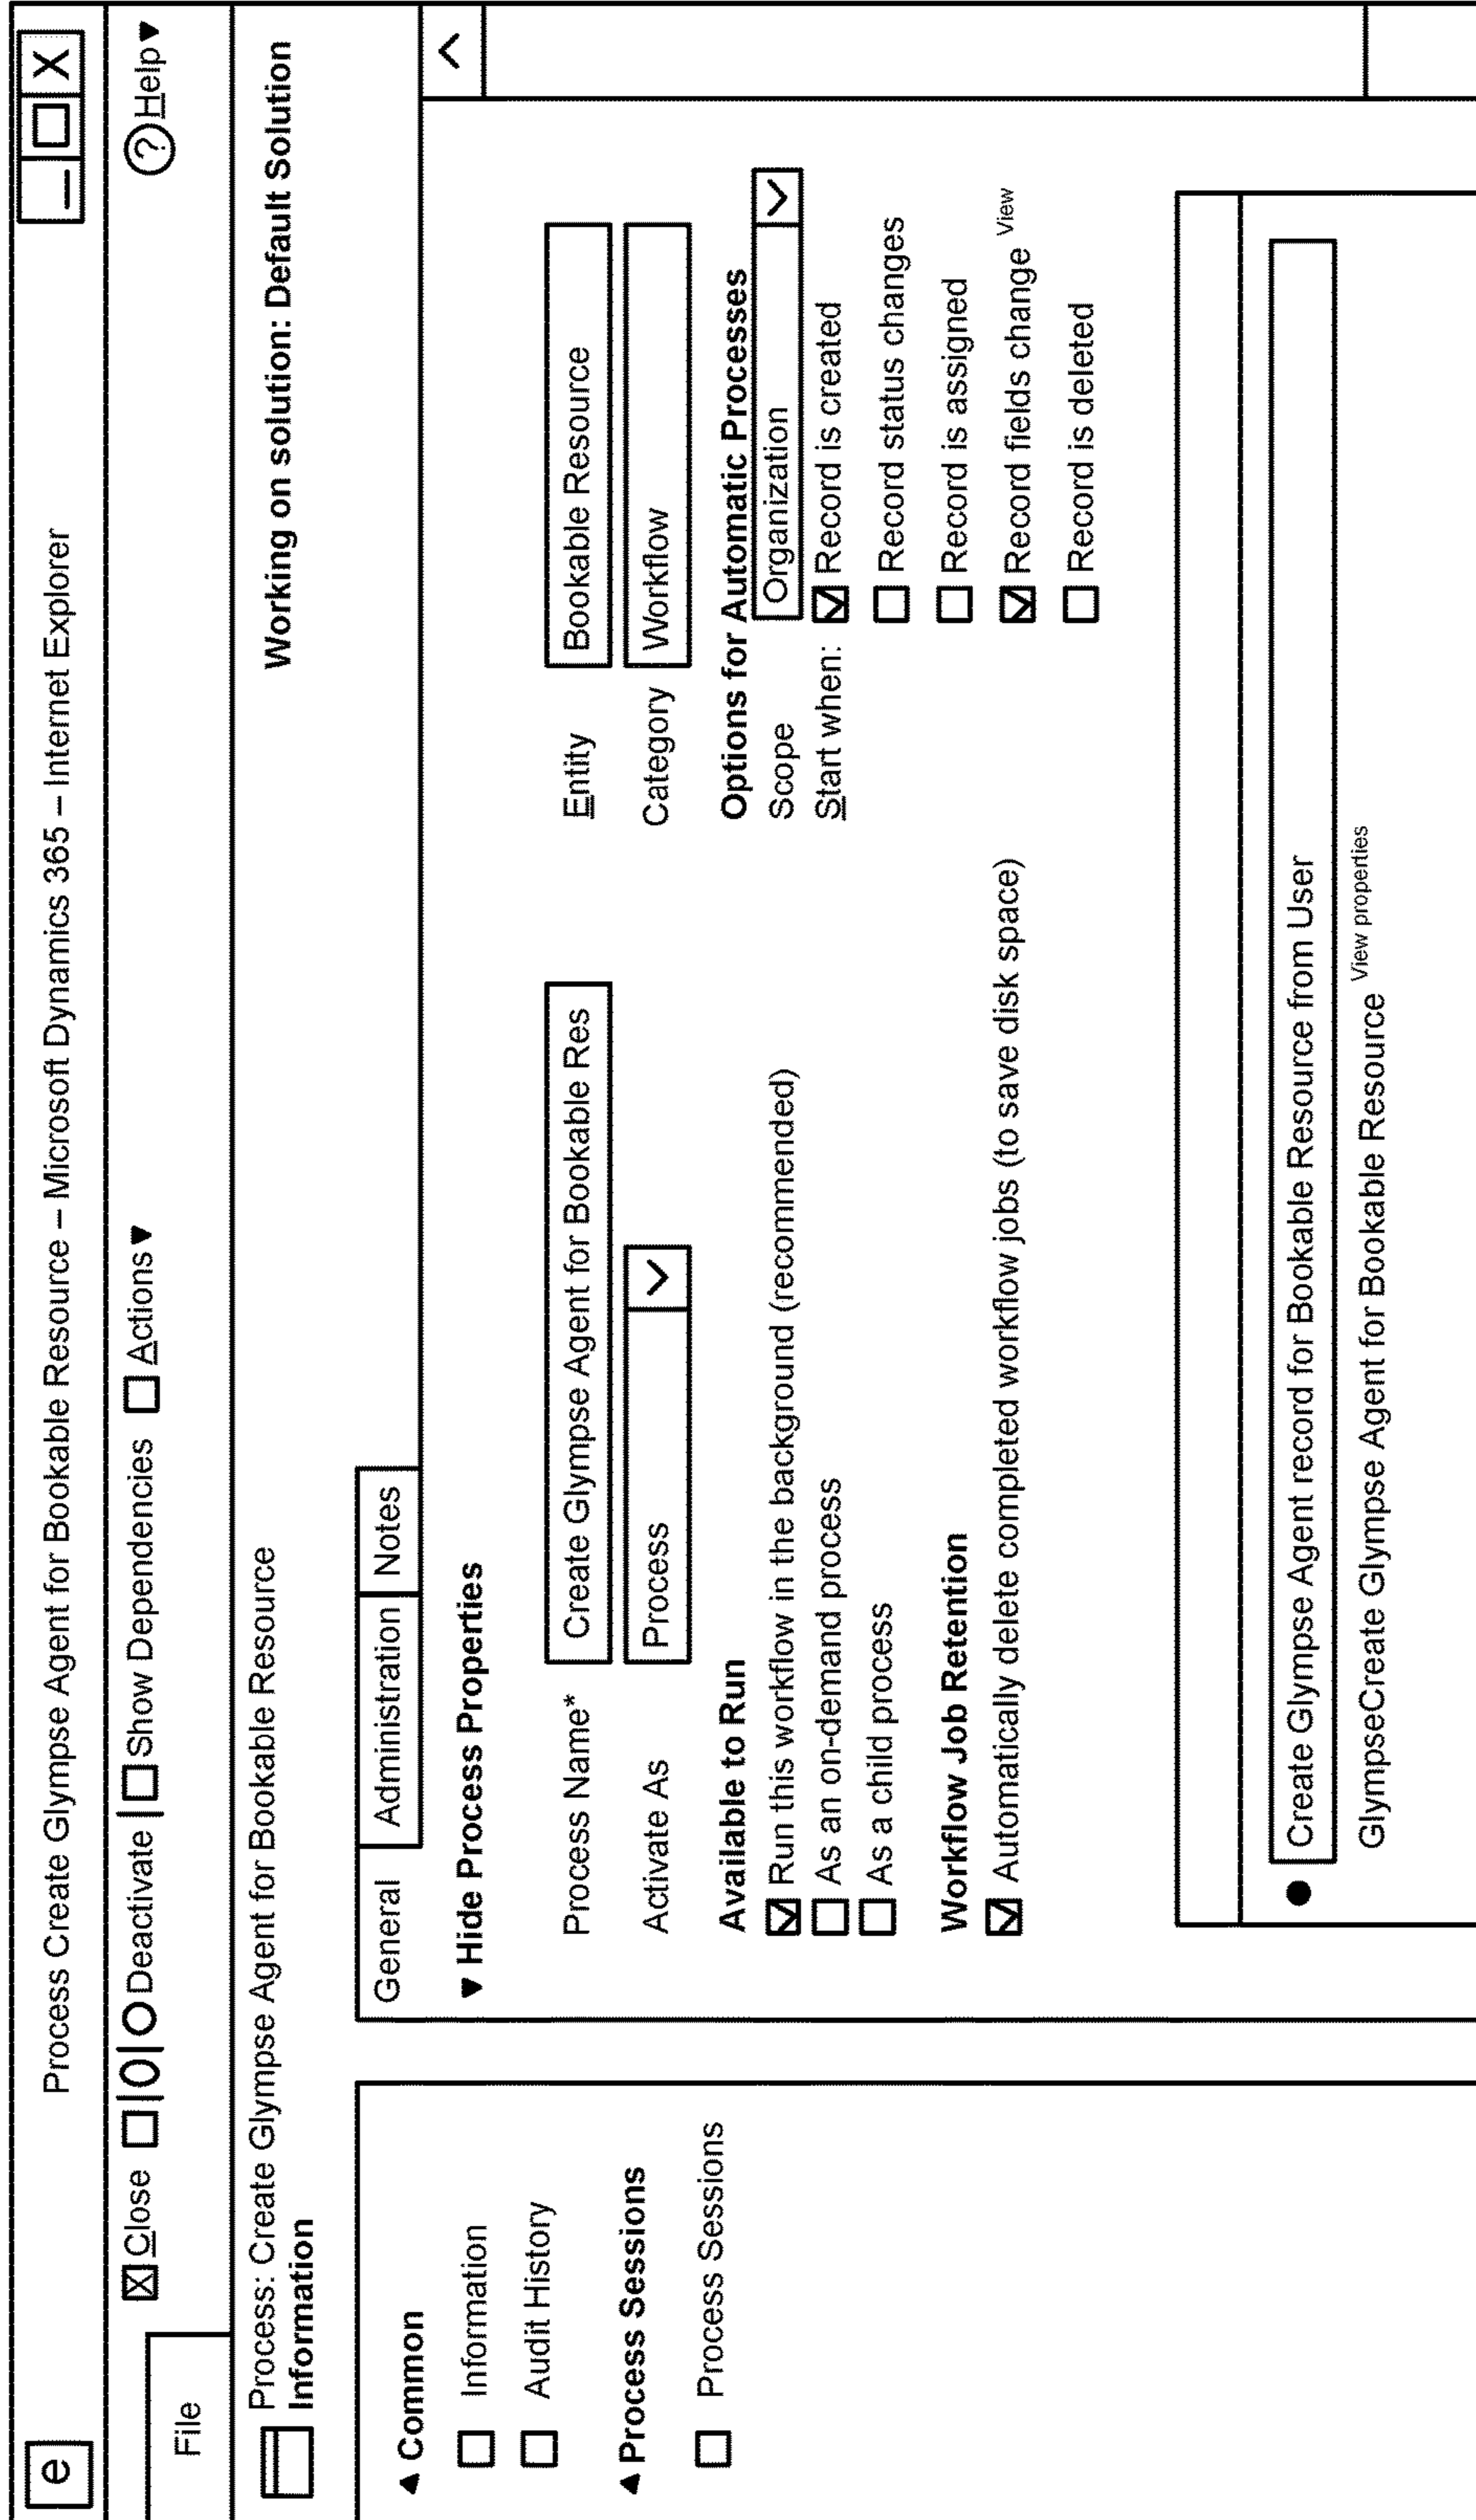 e Process Create Glympse Agent for Bookable Resource – Microsoft Dynamics 365 – Internet Explorer
File Close Deactivate Show Dependencies Actions Help
Process: Create Glympse Agent for Bookable Resource
Information
Working on solution: Default Solution
Common
Information
Audit History
Process Sessions
Process Sessions
General Administration Notes
Hide Process Properties
Process Name* Create Glympse Agent for Bookable Res
Activate As Process
Available to Run
Run this workflow in the background (recommended)
As an on-demand process
As a child process
Workflow Job Retention
Automatically delete completed workflow jobs (to save disk space)
Entity Bookable Resource
Category Workflow
Options for Automatic Processes
Scope Organization
Start when: Record is created
Record status changes
Record is assigned
Record fields change View
Record is deleted
Create Glympse Agent record for Bookable Resource from User
GlympseCreate Glympse Agent for Bookable Resource View properties